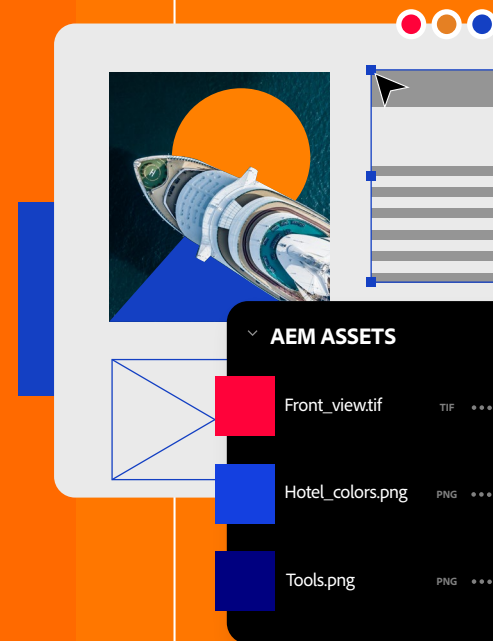 AEM ASSETS
Front_view.tif TIF
Hotel_colors.png PNG
Tools.png PNG